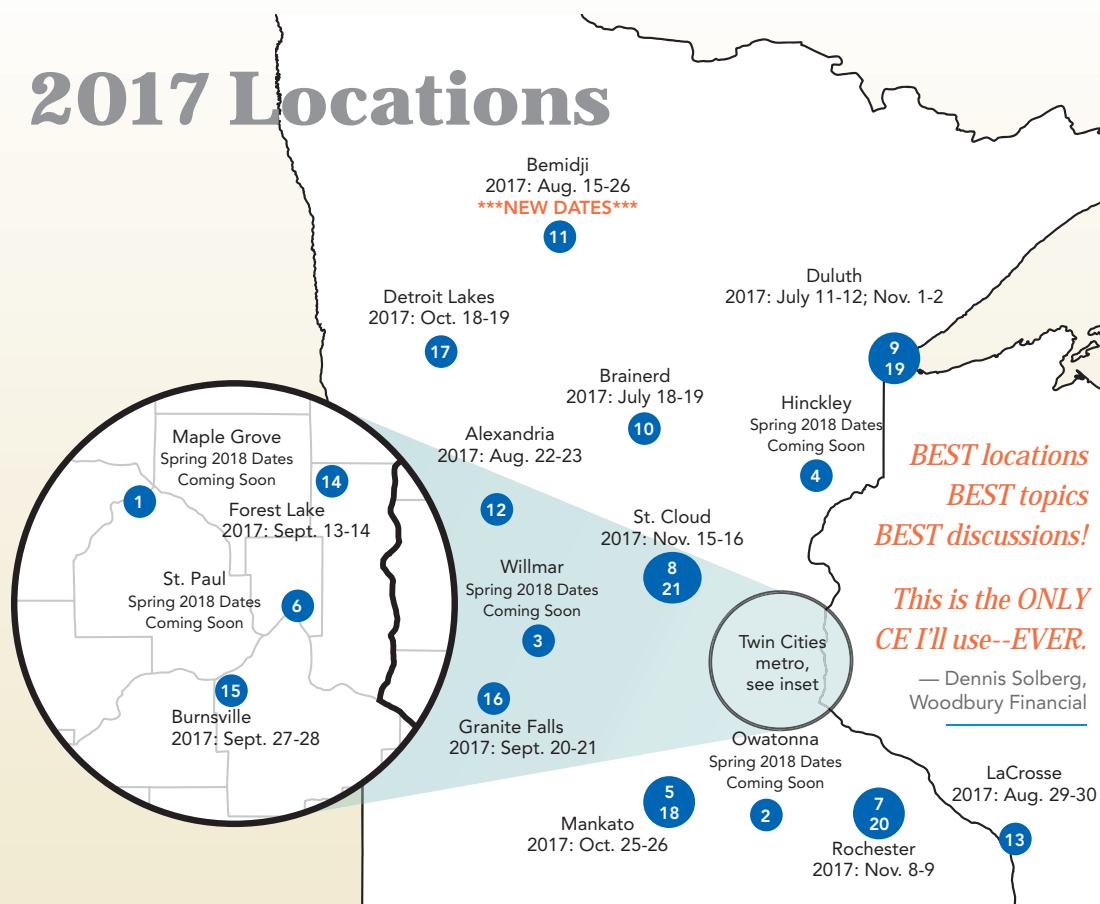 2017 Locations
Bemidji
2017: Aug. 15-26
***NEW DATES***
11
Duluth
2017: July 11-12; Nov. 1-2
9
19
Detroit Lakes
2017: Oct. 18-19
17
Brainerd
2017: July 18-19
10
Hinckley
Spring 2018 Dates
Coming Soon
4
Alexandria
2017: Aug. 22-23
12
Maple Grove
Spring 2018 Dates
Coming Soon
1
14
Forest Lake
2017: Sept. 13-14
St. Paul
Spring 2018 Dates
Coming Soon
6
15
Burnsville
2017: Sept. 27-28
St. Cloud
2017: Nov. 15-16
8
21
Willmar
Spring 2018 Dates
Coming Soon
3
16
Granite Falls
2017: Sept. 20-21
Twin Cities
metro,
see inset
BEST locations
BEST topics
BEST discussions!
This is the ONLY
CE I'll use--EVER.
— Dennis Solberg,
Woodbury Financial
Owatonna
Spring 2018 Dates
Coming Soon
2
5
18
Mankato
2017: Oct. 25-26
7
20
Rochester
2017: Nov. 8-9
LaCrosse
2017: Aug. 29-30
13